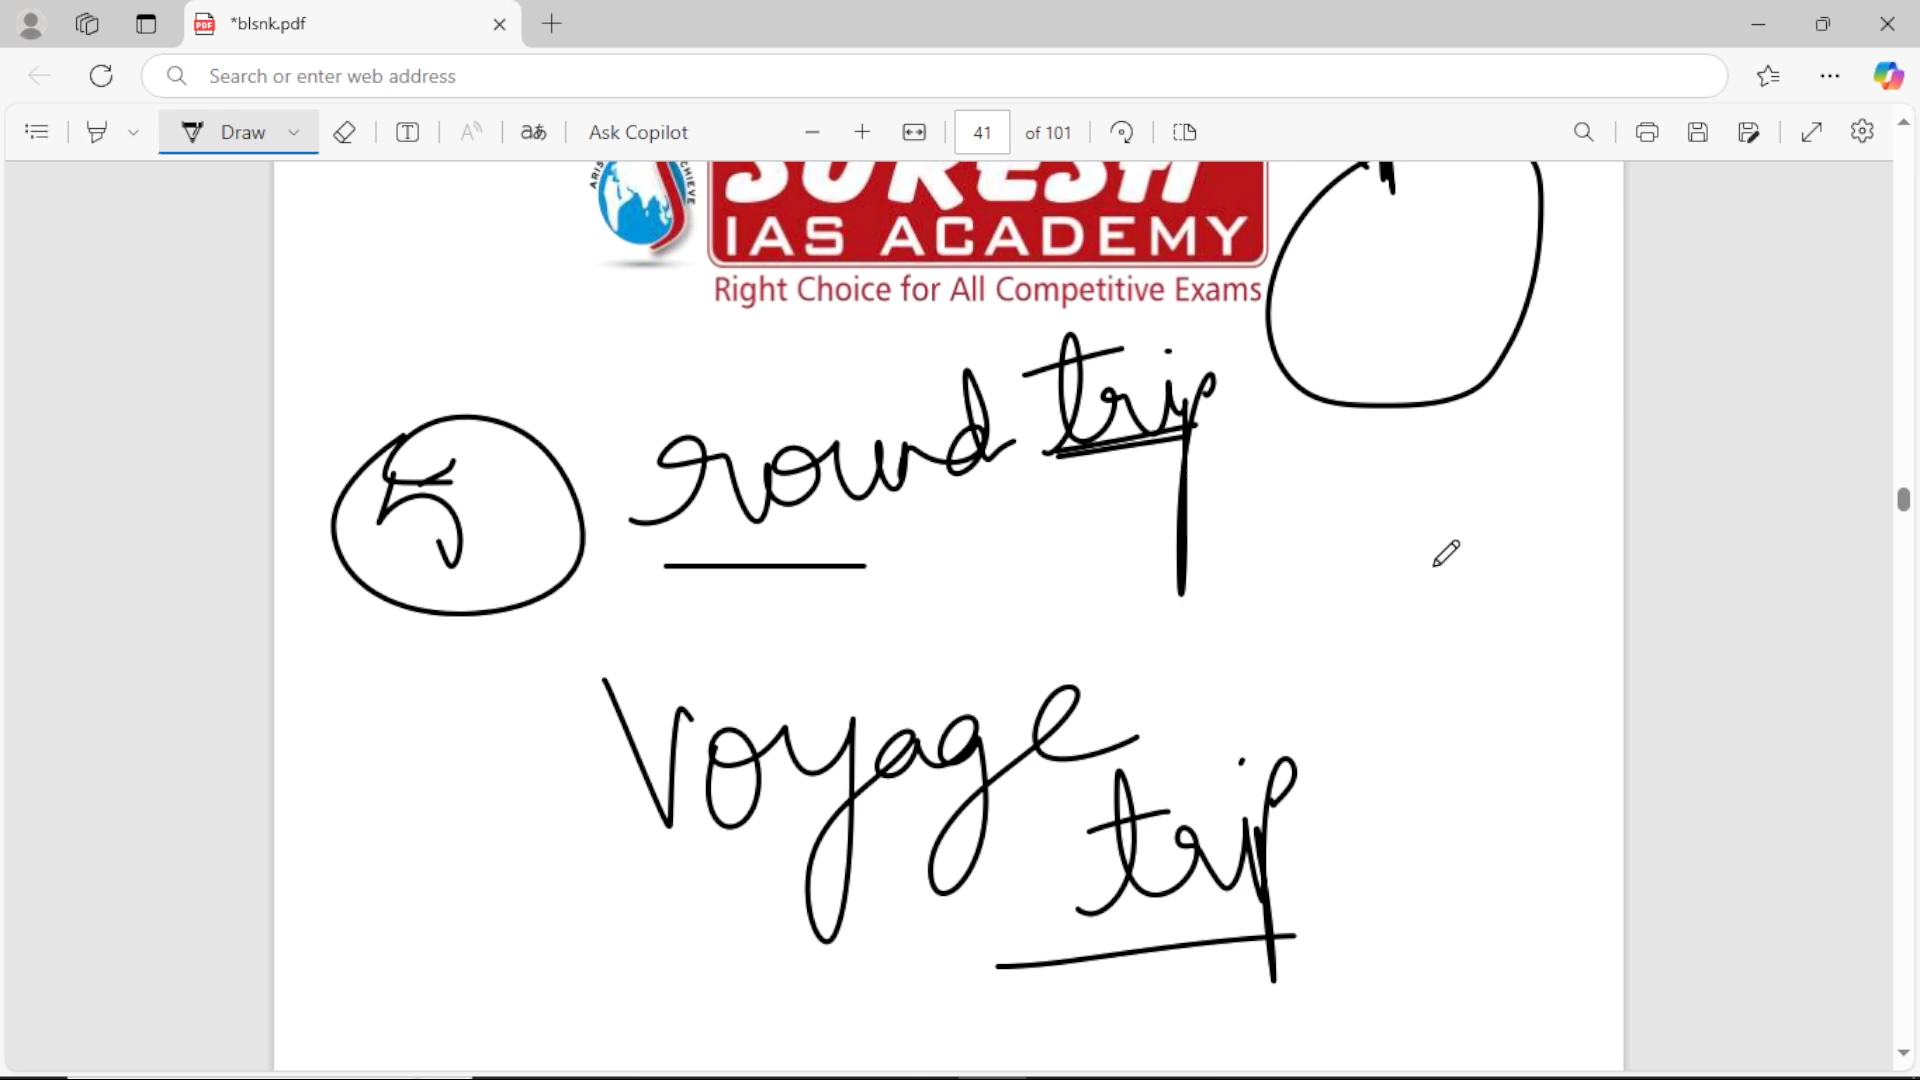 *blsnk.pdf
Search or enter web address
Draw
Ask Copilot
41 of 101
SURESH
IAS ACADEMY
Right Choice for All Competitive Exams
5 round trip
Voyage
trip